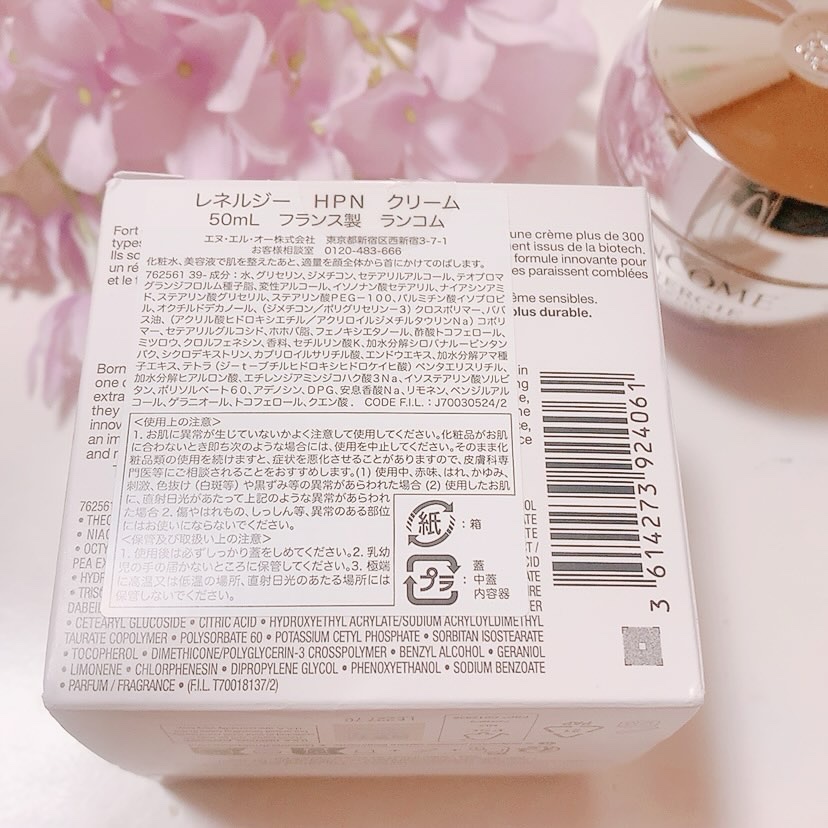 レネルジー HPN クリーム
50mL フランス製 ランコム
エヌ・エル・オー株式会社 東京都新宿区西新宿3-7-1
お客様相談室 0120-483-666
化粧水、美容液で肌を整えたあと、適量を顔全体から首にかけてのばします。
762561 39- 成分：水、グリセリン、ジメチコン、セテアリルアルコール、テオブロマ
グランジフロルム種子脂、変性アルコール、イソノナン酸セテアリル、ナイアシンアミ
ド、ステアリン酸グリセリル、ステアリン酸PEG-100、パルミチン酸イソプロピ
ル、オクチルドデカノール、(ジメチコン/ポリグリセリン-3) クロスポリマー、ババ
ス油、(アクリル酸ヒドロキシエチル/アクリロイルジメチルタウリンNa) コポリ
マー、セテアリルグルコシド、ホホバ脂、フェノキシエタノール、酢酸トコフェロール、
ミツロウ、クロルフェネシン、香料、セチルリン酸K、加水分解シロバナルーピンタン
パク、シクロデキストリン、カプリロイルサリチル酸、エンドウエキス、加水分解アマ種
子エキス、テトラ (ジーtーブチルヒドロキシヒドロケイヒ酸) ペンタエリスリチル、
加水分解ヒアルロン酸、エチレンジアミンジコハク酸3Na、イソステアリン酸ソルビ
タン、ポリソルベート60、アデノシン、DPG、安息香酸Na、リモネン、ベンジルアル
コール、ゲラニオール、トコフェロール、クエン酸 . CODE F.I.L. : J70030524/2
<使用上の注意>
1. お肌に異常が生じていないかよく注意して使用してください。化粧品がお肌
に合わないとき即ち次のような場合には、使用を中止してください。そのまま化
粧品類の使用を続けますと、症状を悪化させることがありますので、皮膚科専
門医等にご相談されることをおすすめします。(1) 使用中、赤味、はれ、かゆみ、
刺激、色抜け (白斑等) や黒ずみ等の異常があらわれた場合 (2) 使用したお肌
に、直射日光があたって上記のような異常があらわれ
た場合 2. 傷やはれもの、しっしん等、異常のある部位
にはお使いにならないでください。
<保管及び取扱い上の注意>
1. 使用後は必ずしっかり蓋をしめてください。2. 乳幼
児の手の届かないところに保管してください。3. 極端
に高温又は低温の場所、直射日光のあたる場所には
保管しないでください。
紙 : 箱
プラ : 蓋
中蓋
内容器
une crème plus de 300
issus de la biotech.
formule innovante pour
es paraissent comblées
sensibles.
plus durable.
Born
one
extra
they
an im
and
• CETEARYL GLUCOSIDE • CITRIC ACID • HYDROXYETHYL ACRYLATE/SODIUM ACRYLOYLDIMETHYL
TAURATE COPOLYMER • POLYSORBATE 60 • POTASSIUM CETYL PHOSPHATE • SORBITAN ISOSTEARATE
• TOCOPHEROL • DIMETHICONE/POLYGLYCERIN-3 CROSSPOLYMER • BENZYL ALCOHOL • GERANIOL
• LIMONENE • CHLORPHENESIN • DIPROPYLENE GLYCOL • PHENOXYETHANOL • SODIUM BENZOATE
• PARFUM / FRAGRANCE • (F.I.L. T70018137/2)
3 614273 924061